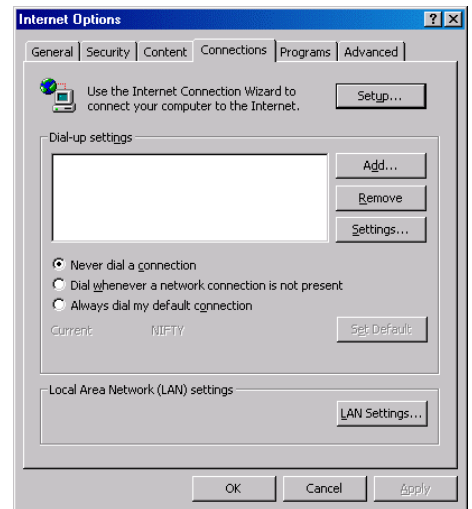 Internet Options
General Security Content Connections Programs Advanced
Use the Internet Connection Wizard to
connect your computer to the Internet.
Setup...
Dial-up settings
Add...
Remove
Settings...
Never dial a connection
Dial whenever a network connection is not present
Always dial my default connection
Current NIFTY Set Default
Local Area Network (LAN) settings
LAN Settings...
OK Cancel Apply